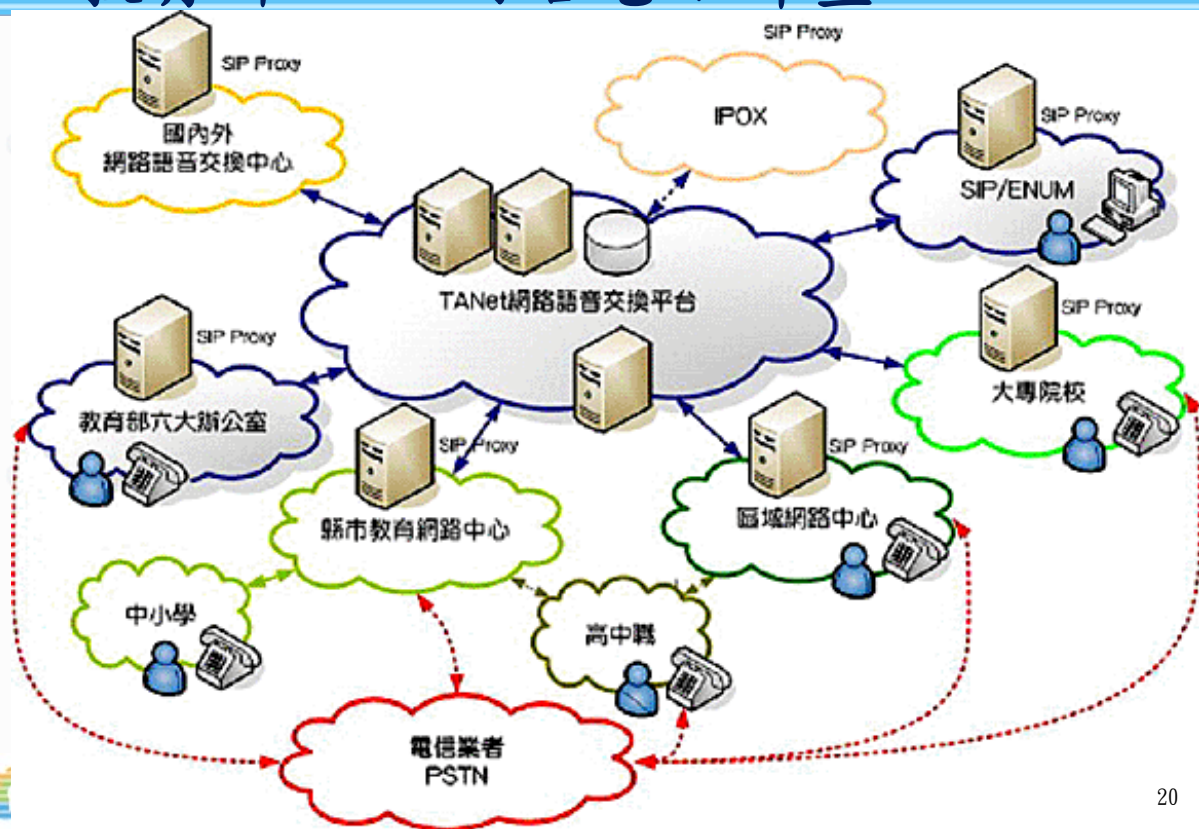 SIP Proxy
SIP Proxy
國內外
網路語音交換中心
IPOX
SIP Proxy
SIP/ENUM
TANet網路語音交換平台
SIP Proxy
教育部六大辦公室
SIP Proxy
大專院校
SIP Proxy
縣市教育網路中心
SIP Proxy
區域網路中心
中小學
高中職
電信業者
PSTN
20